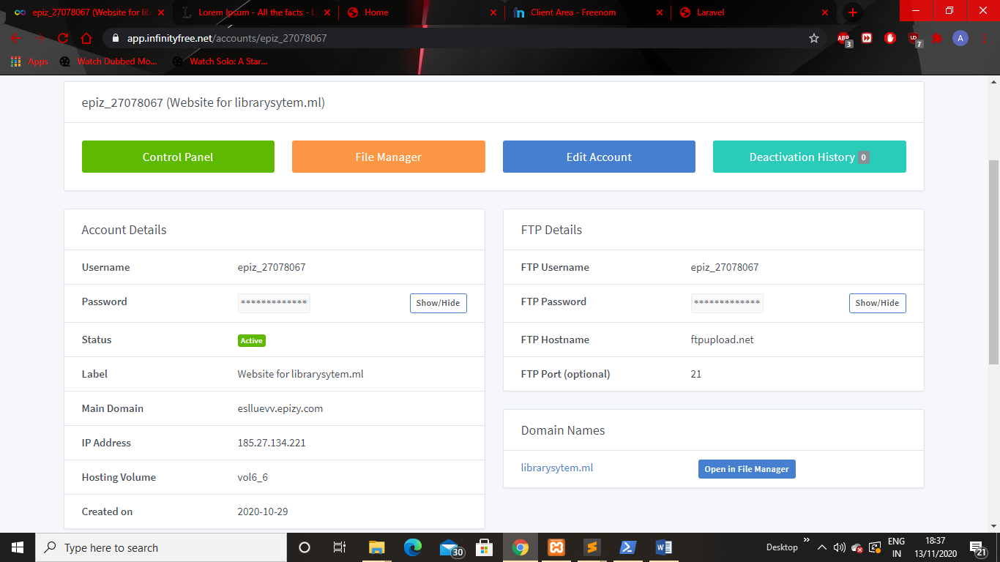 epiz_27078067 (Website for lib
Lorem Ipsum - All the facts - L
Home
Client Area - Freenom
Laravel
app.infinityfree.net/accounts/epiz_27078067
ABP
3
UD
7
A
Apps
Watch Dubbed Mo...
Watch Solo: A Star...
epiz_27078067 (Website for librarysytem.ml)
Control Panel
File Manager
Edit Account
Deactivation History 0
Account Details
Username epiz_27078067
Password ************* Show/Hide
Status Active
Label Website for librarysytem.ml
Main Domain eslluevv.epizy.com
IP Address 185.27.134.221
Hosting Volume vol6_6
Created on 2020-10-29
FTP Details
FTP Username epiz_27078067
FTP Password ************* Show/Hide
FTP Hostname ftpupload.net
FTP Port (optional) 21
Domain Names
librarysytem.ml Open in File Manager
Type here to search
30
Desktop
ENG
IN
18:37
13/11/2020
21